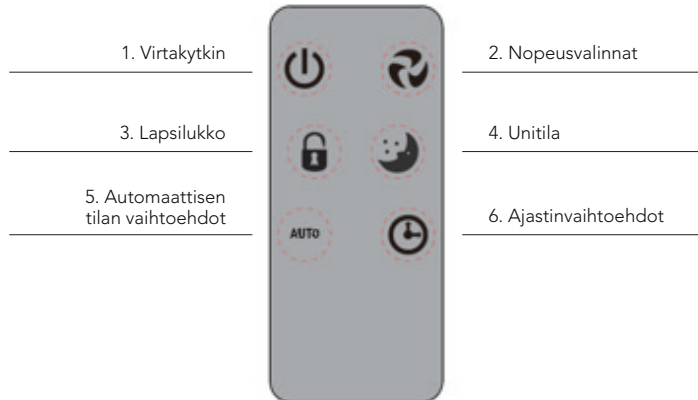 1. Virtakytkin
2. Nopeusvalinnat
3. Lapsilukko
4. Unitila
5. Automaattisen
tilan vaihtoehdot
AUTO
6. Ajastinvaihtoehdot